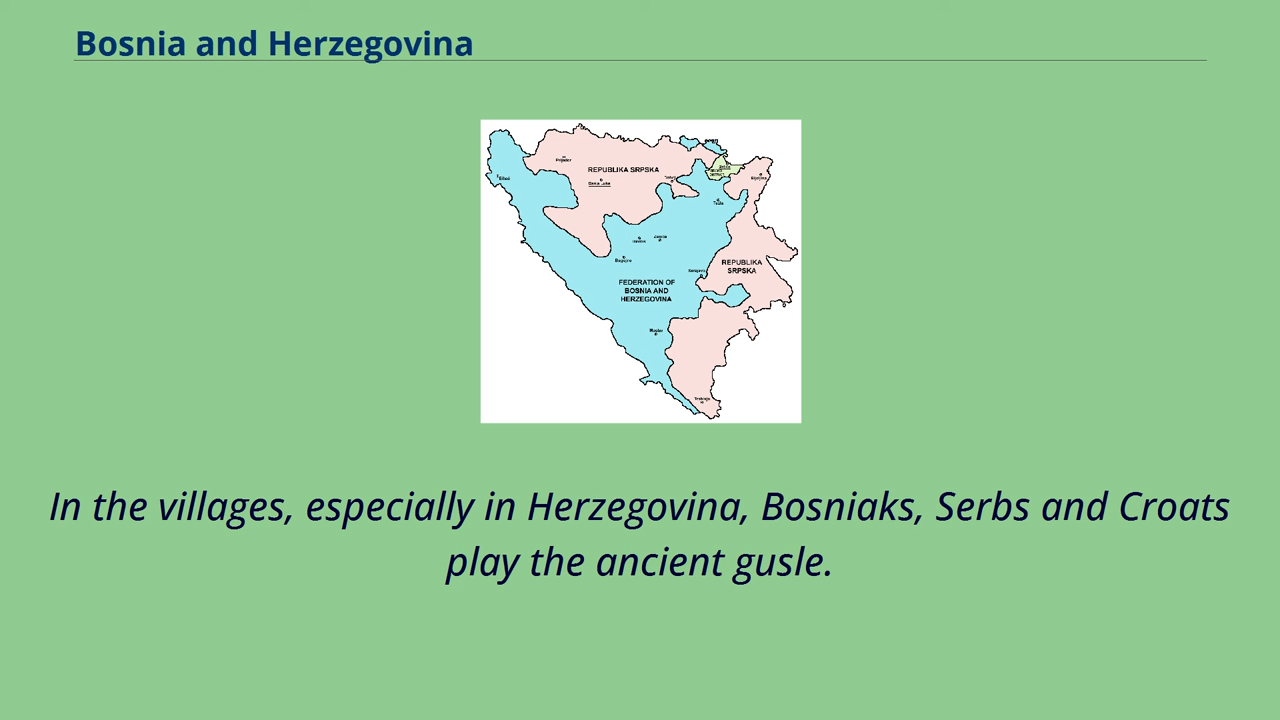 Bosnia and Herzegovina
REPUBLIKA SRPSKA
REPUBLIKA
SRPSKA
FEDERATION OF
BOSNIA AND
HERZEGOVINA
In the villages, especially in Herzegovina, Bosniaks, Serbs and Croats
play the ancient gusle.